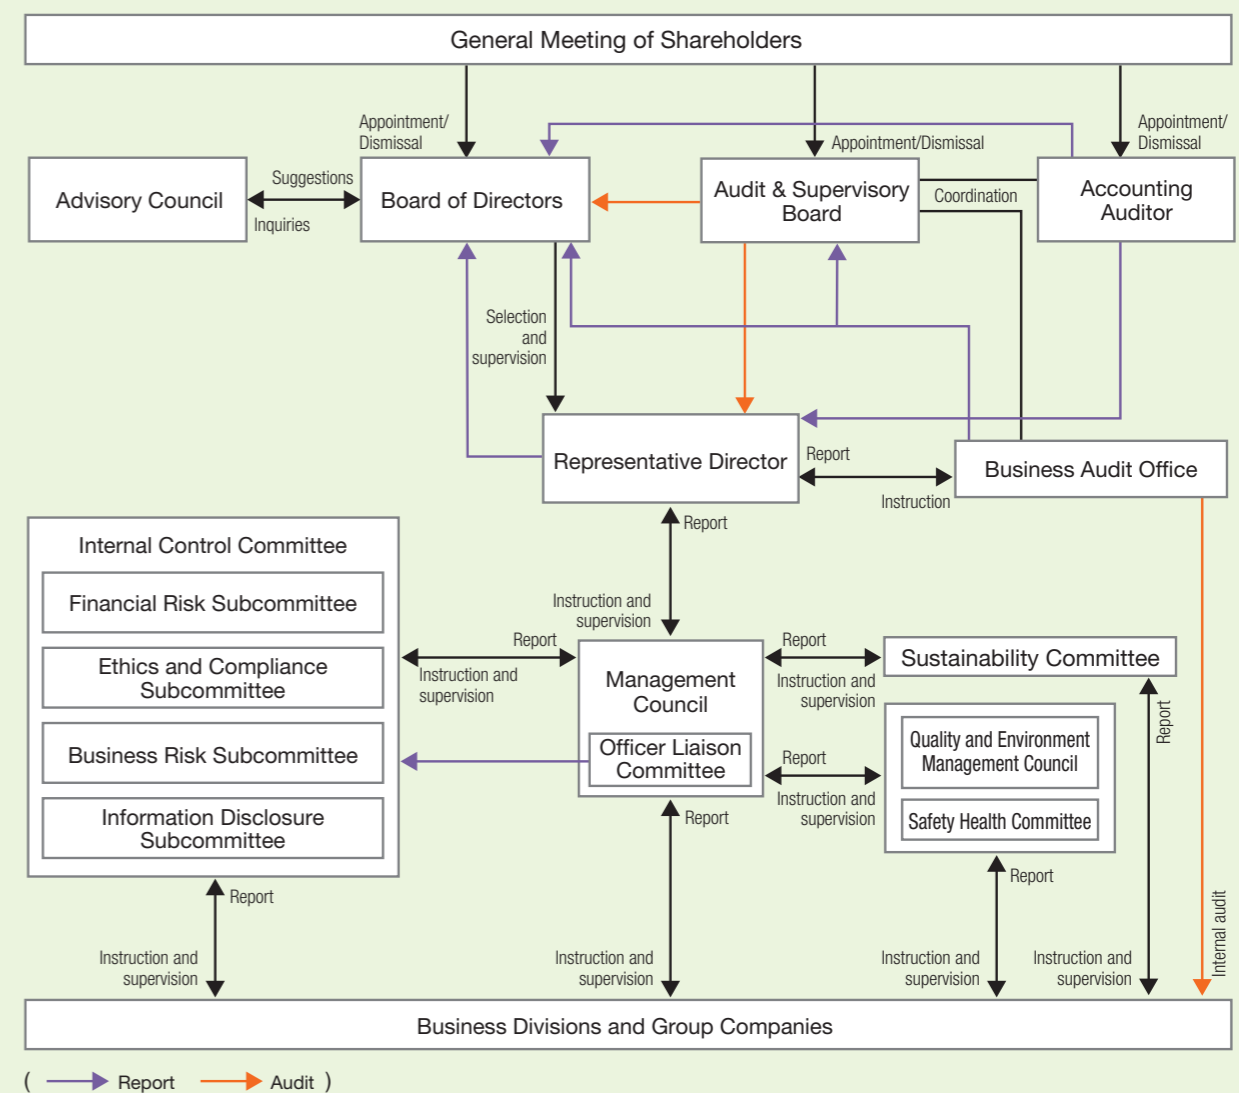 General Meeting of Shareholders
Appointment/
Dismissal
Appointment/Dismissal
Appointment/
Dismissal
Advisory Council
Suggestions
Inquiries
Board of Directors
Audit & Supervisory
Board
Coordination
Accounting
Auditor
Selection
and
supervision
Representative Director
Report
Instruction
Business Audit Office
Report
Instruction and
supervision
Internal Control Committee
Financial Risk Subcommittee
Ethics and Compliance
Subcommittee
Business Risk Subcommittee
Information Disclosure
Subcommittee
Report
Instruction and
supervision
Management
Council
Officer Liaison
Committee
Report
Instruction and
supervision
Sustainability Committee
Report
Instruction and
supervision
Quality and Environment
Management Council
Safety Health Committee
Report
Instruction and
supervision
Report
Instruction and
supervision
Report
Instruction and
supervision
Report
Instruction and
supervision
Internal audit
Business Divisions and Group Companies
( Report Audit )